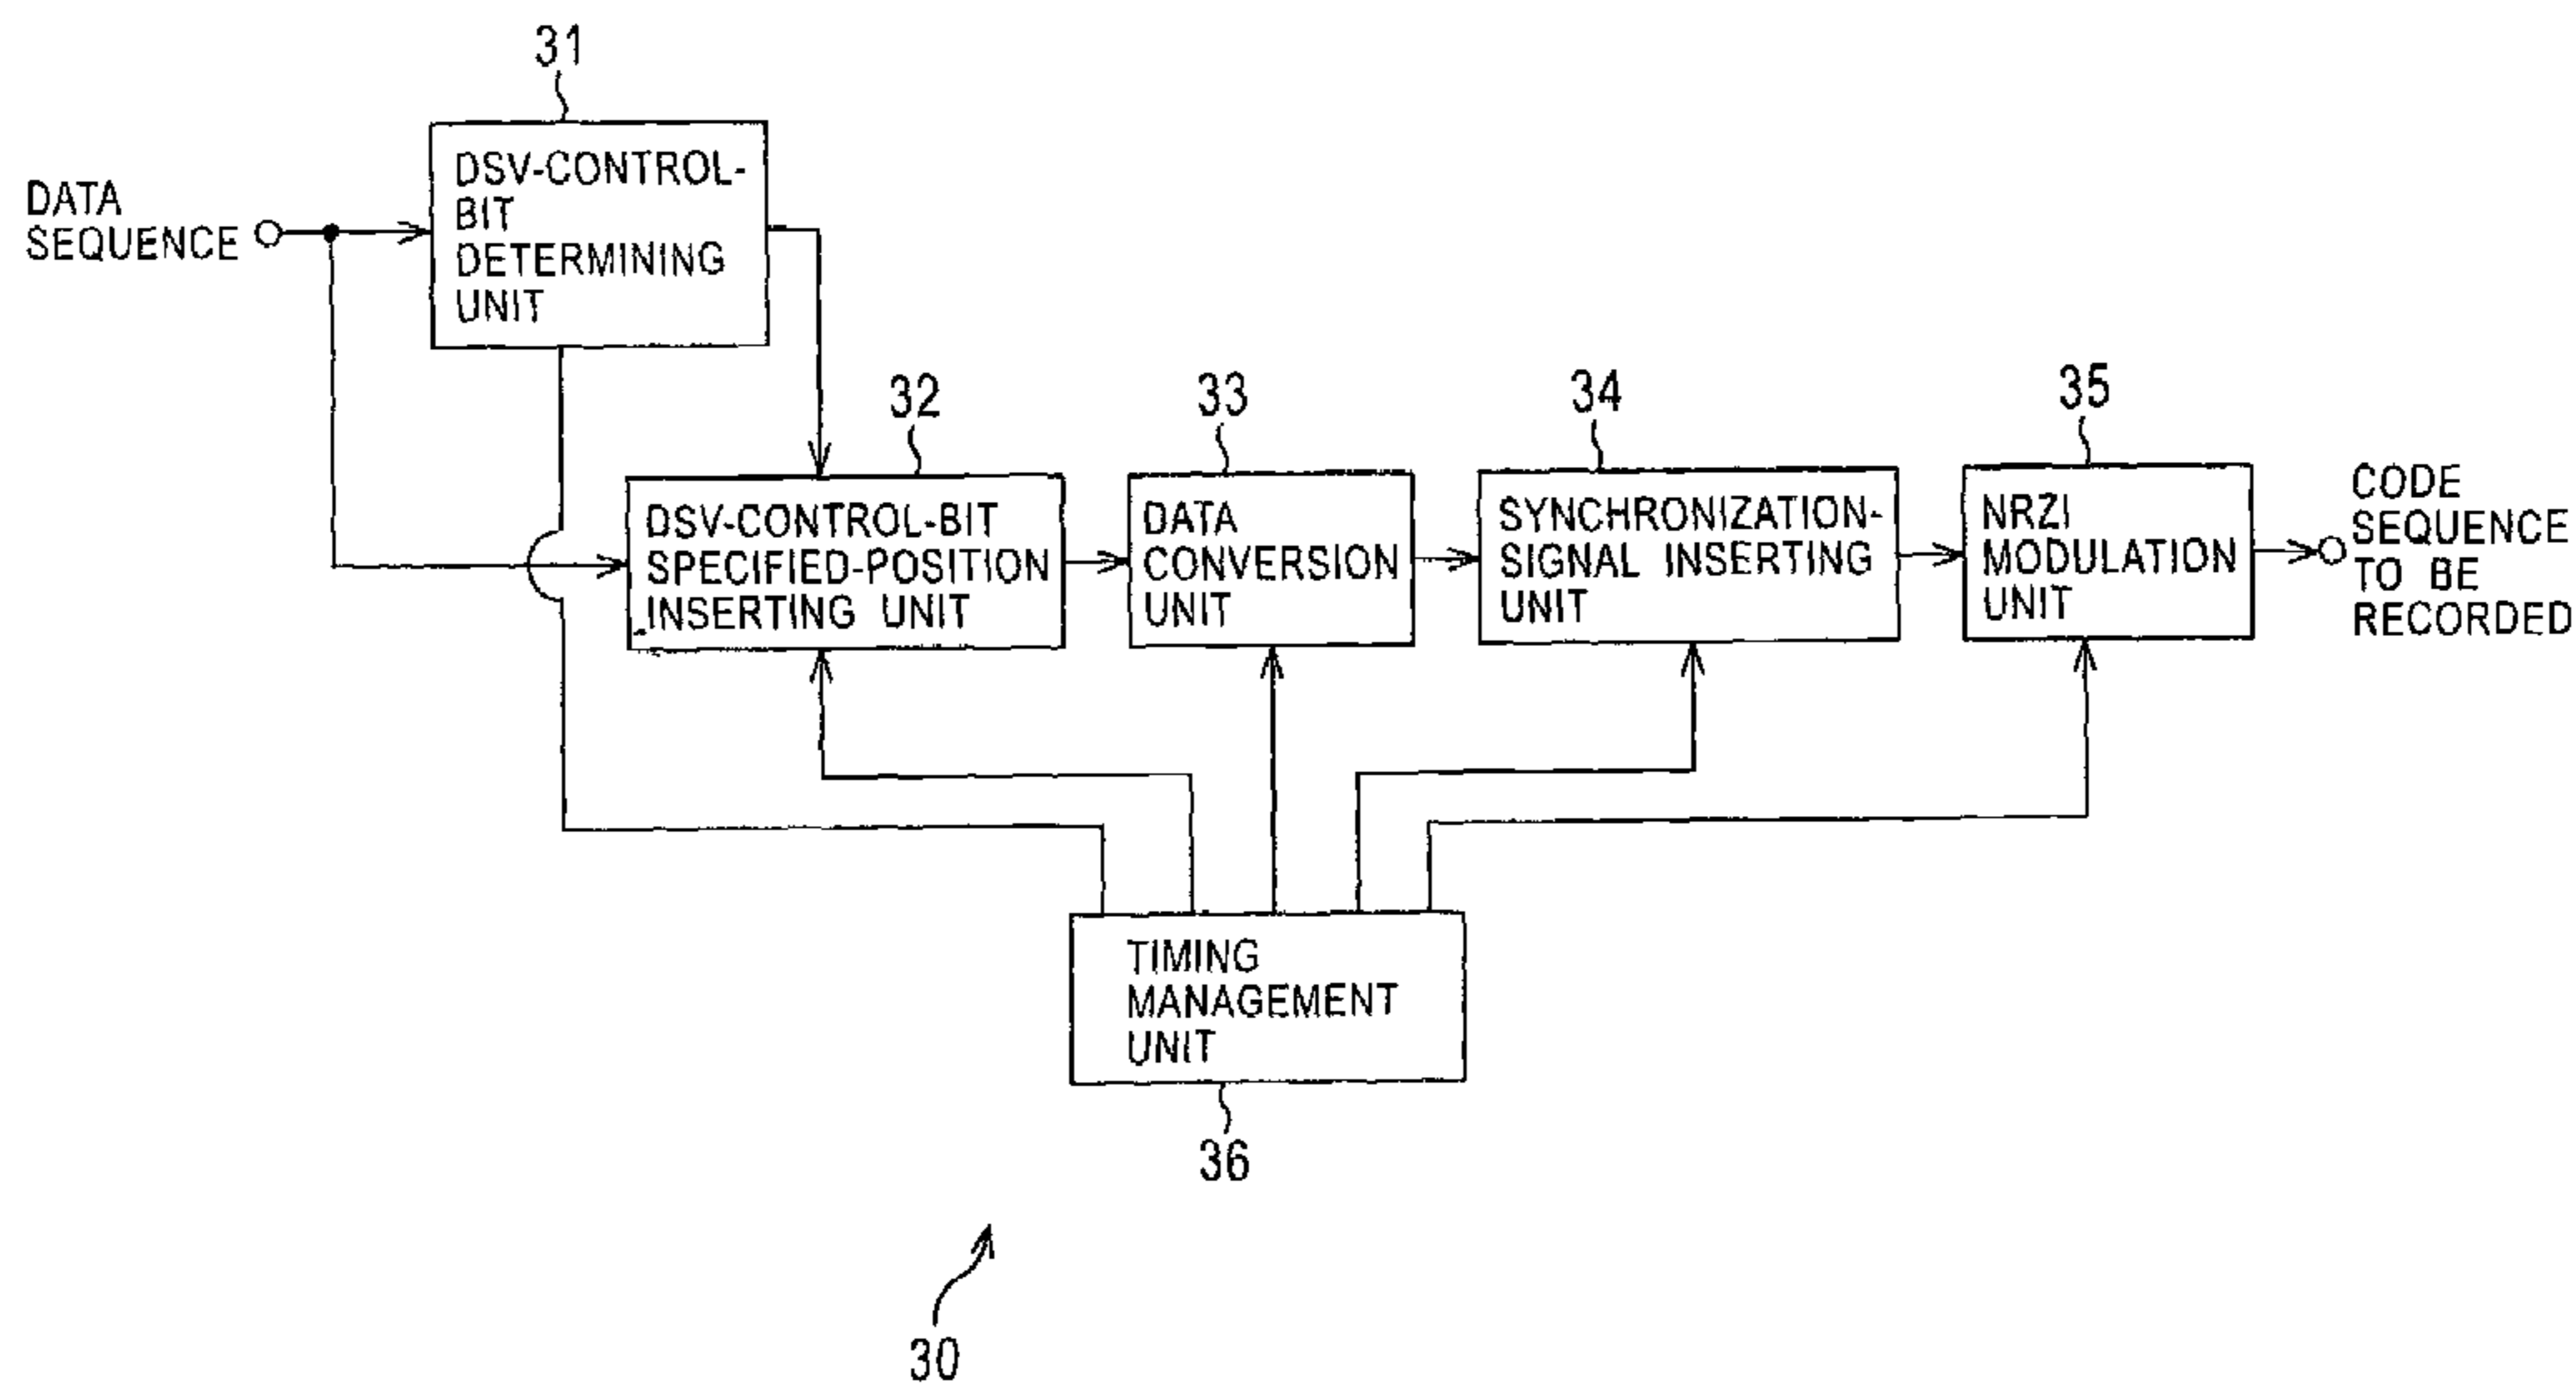 31
DSV-CONTROL-
BIT
DETERMINING
UNIT
DATA
SEQUENCE
32
DSV-CONTROL-BIT
SPECIFIED-POSITION
INSERTING UNIT
33
DATA
CONVERSION
UNIT
34
SYNCHRONIZATION-
SIGNAL INSERTING
UNIT
35
NRZI
MODULATION
UNIT
CODE
SEQUENCE
TO BE
RECORDED
TIMING
MANAGEMENT
UNIT
36
30